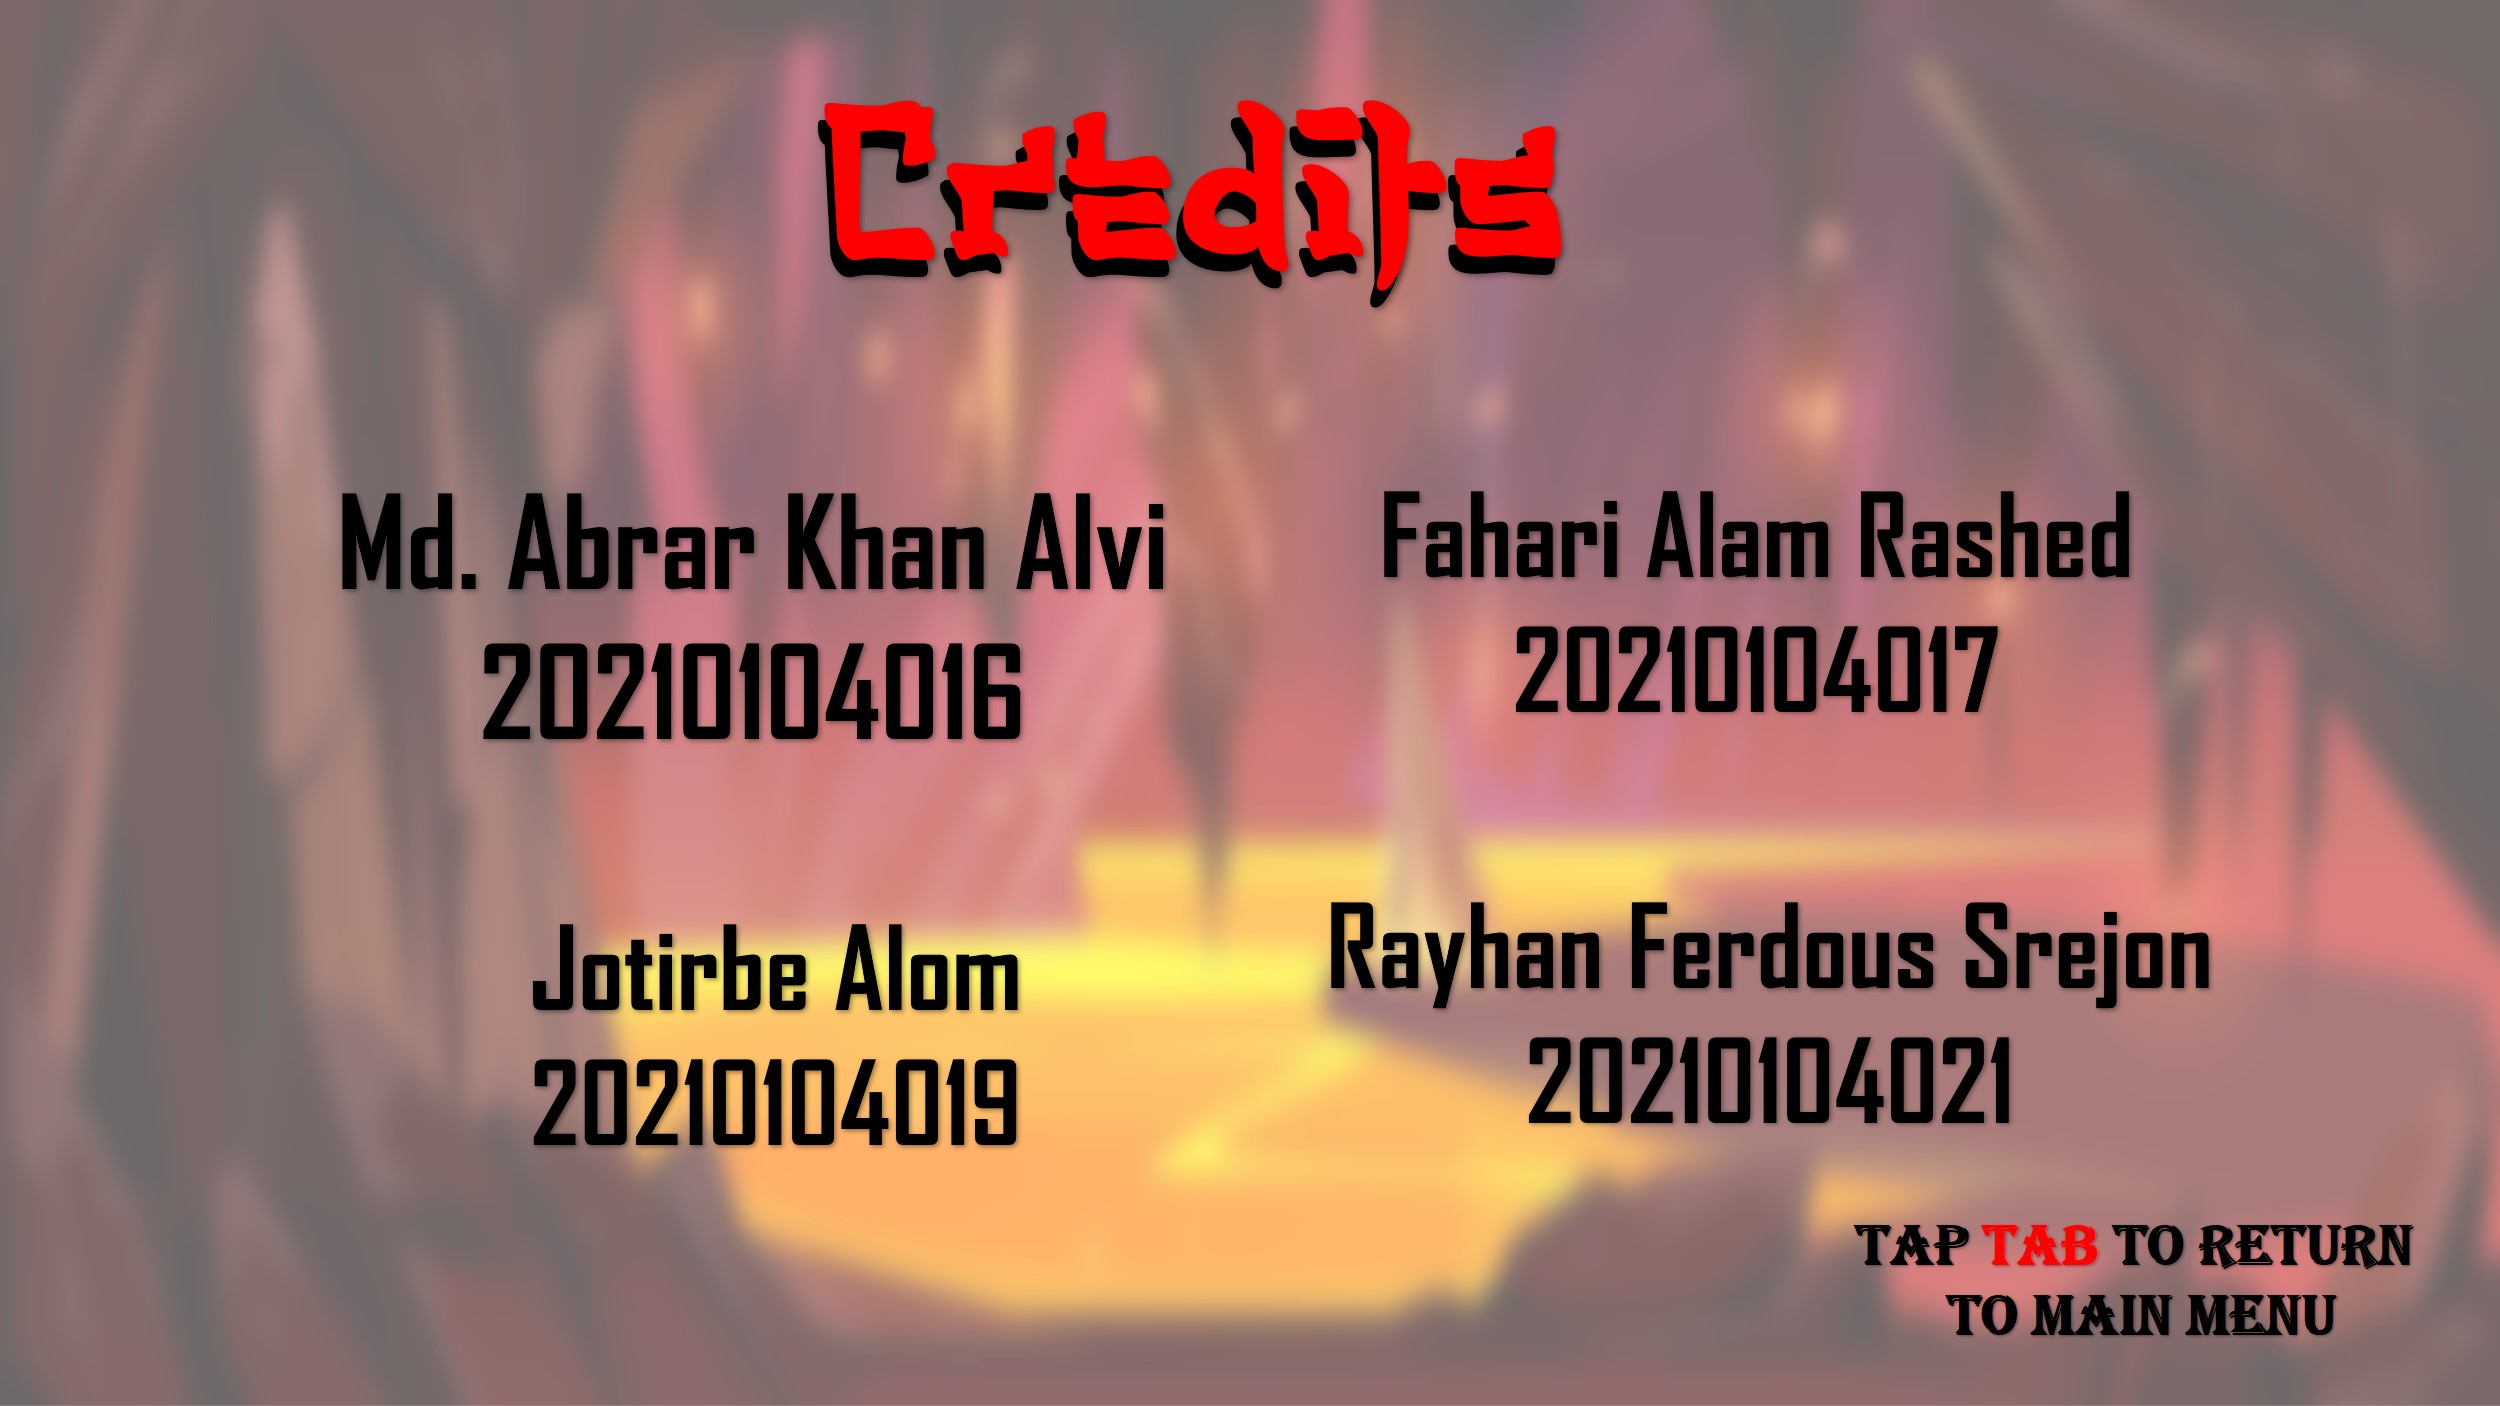 Credits
Md. Abrar Khan Alvi
20210104016
Fahari Alam Rashed
20210104017
Jotirbe Alom
20210104019
Rayhan Ferdous Srejon
20210104021
TAP TAB TO RETURN
TO MAIN MENU